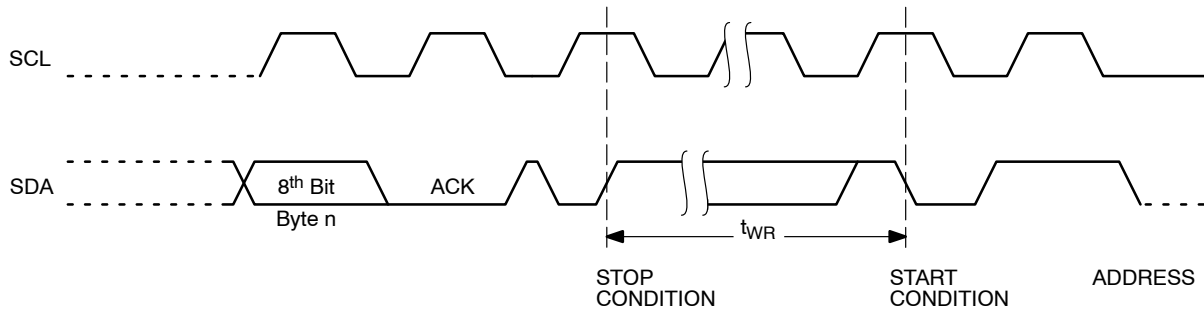 SCL
SDA
8th Bit
Byte n
ACK
tWR
STOP
CONDITION
START
CONDITION
ADDRESS